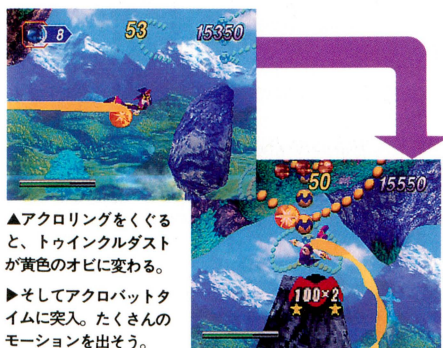 8
53
15350
50
15550
100×2
▲アクロリングをくぐる
と、トゥインクルダスト
が黄色のオビに変わる。
▶そしてアクロバットタ
イムに突入。たくさんの
モーションを出そう。